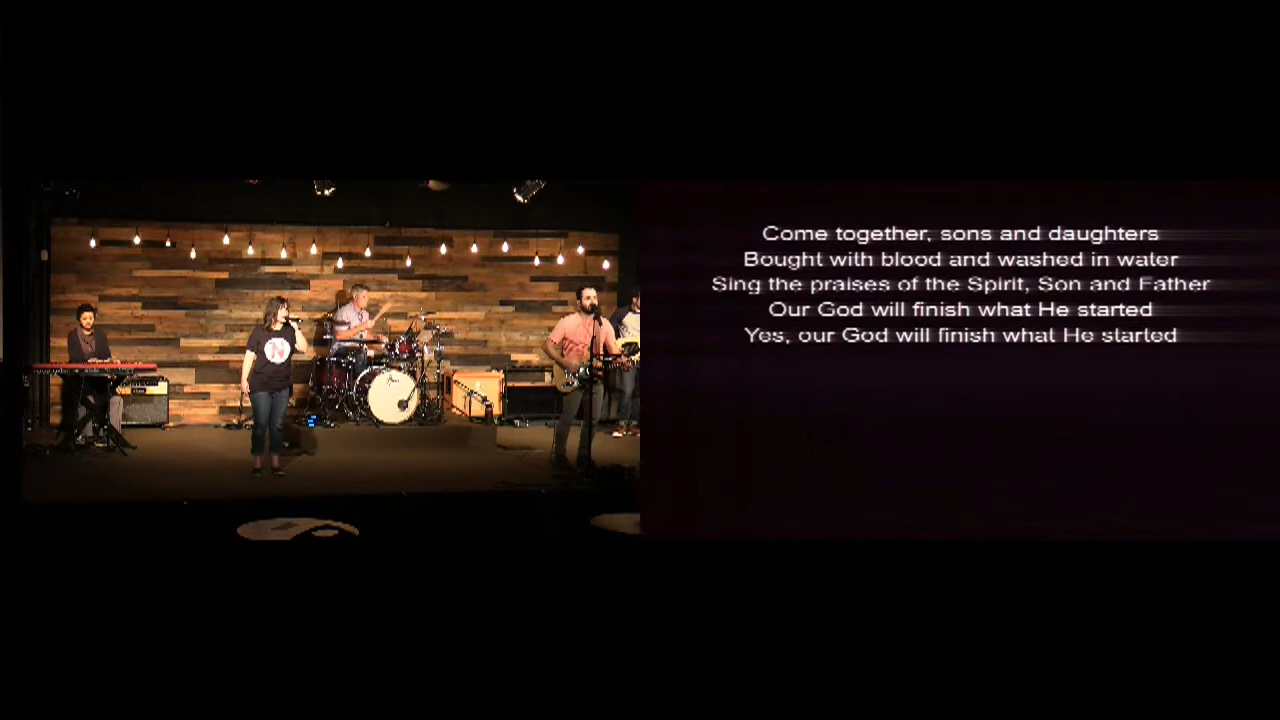 Come together, sons and daughters
Bought with blood and washed in water
Sing the praises of the Spirit, Son and Father
Our God will finish what He started
Yes, our God will finish what He started
N